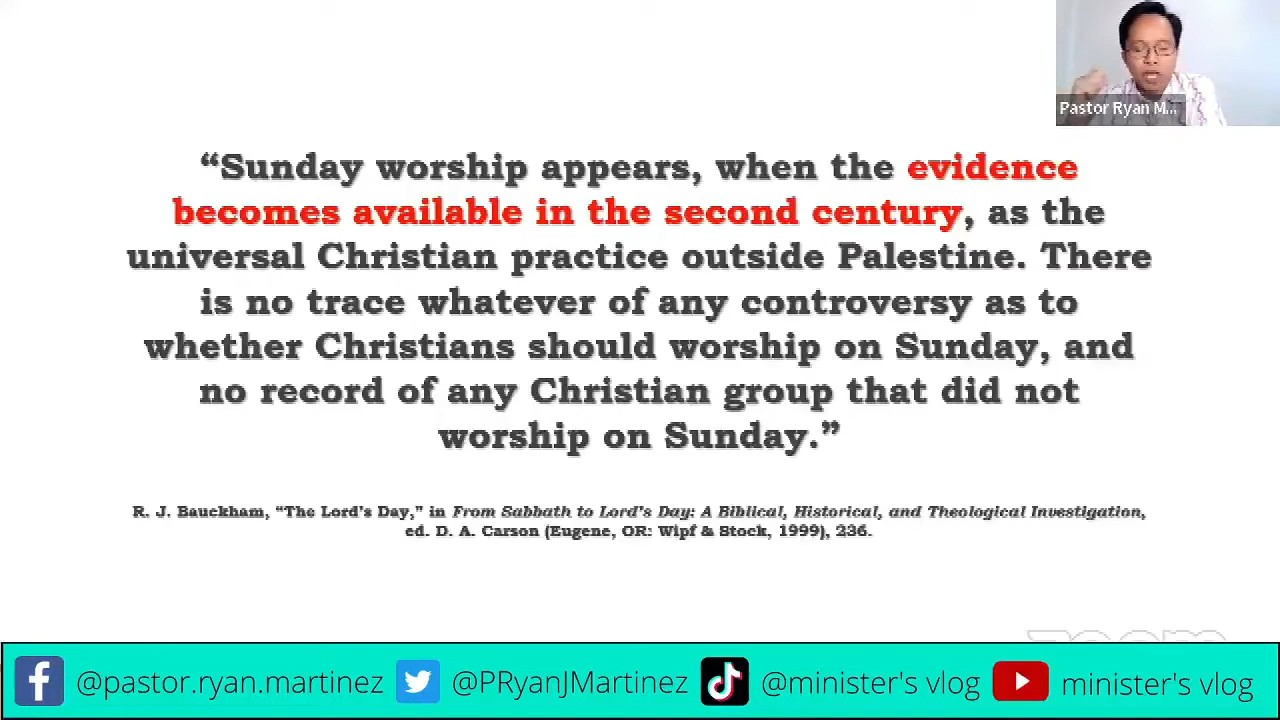 Pastor Ryan M...
“Sunday worship appears, when the evidence
becomes available in the second century, as the
universal Christian practice outside Palestine. There
is no trace whatever of any controversy as to
whether Christians should worship on Sunday, and
no record of any Christian group that did not
worship on Sunday.”
R. J. Bauckham, “The Lord’s Day,” in From Sabbath to Lord’s Day: A Biblical, Historical, and Theological Investigation,
ed. D. A. Carson (Eugene, OR: Wipf & Stock, 1999), 236.
zoom
@pastor.ryan.martinez @PRyanJMartinez @minister's vlog minister's vlog